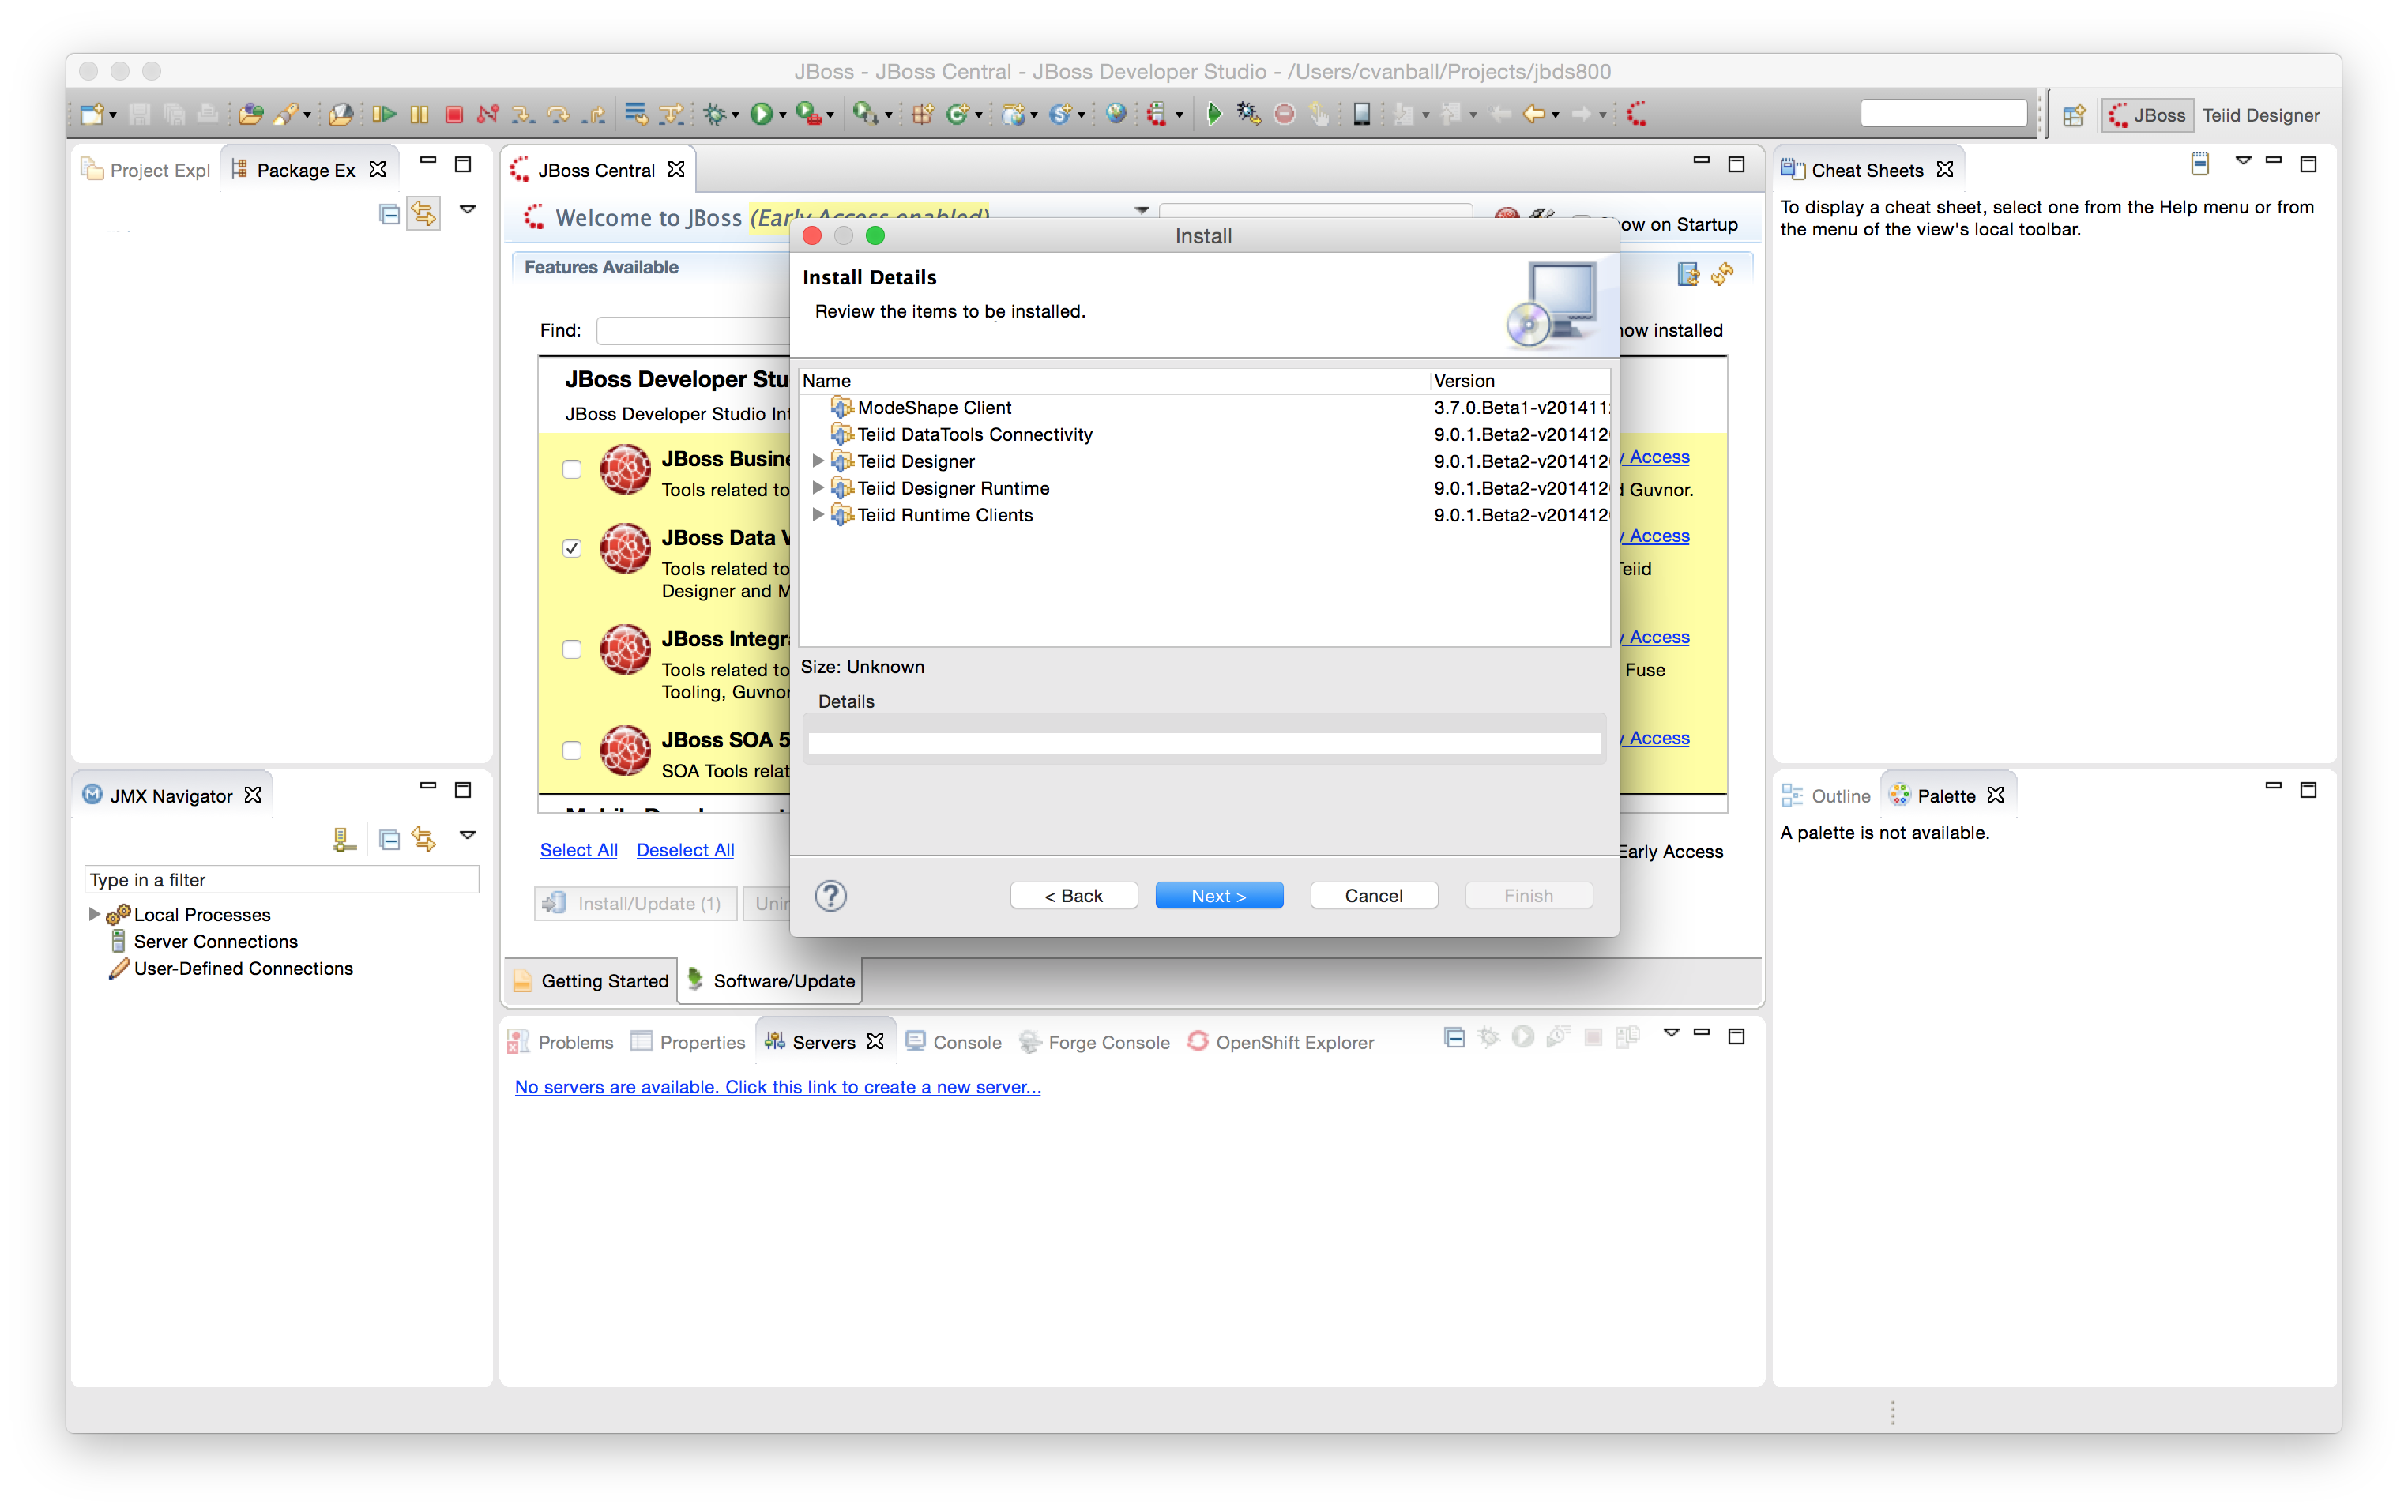 JBoss - JBoss Central - JBoss Developer Studio - /Users/cvanball/Projects/jbds800
JBoss
Teiid Designer
Project Expl
Package Ex
JBoss Central
Cheat Sheets
To display a cheat sheet, select one from the Help menu or from
the menu of the view's local toolbar.
Welcome to JBoss (Early Access enabled)
ow on Startup
Features Available
Find:
now installed
JBoss Developer Stu
JBoss Developer Studio Int
JBoss Busine
Tools related to
y Access
d Guvnor.
JBoss Data V
Tools related to
Designer and M
y Access
Teiid
JBoss Integra
Tools related to
Tooling, Guvnor
y Access
Fuse
JBoss SOA 5
SOA Tools relat
y Access
Select All
Deselect All
Early Access
Install/Update (1)
Unin
Getting Started
Software/Update
Install
Install Details
Review the items to be installed.
Name
Version
ModeShape Client
3.7.0.Beta1-v201411
Teiid DataTools Connectivity
9.0.1.Beta2-v201412
Teiid Designer
9.0.1.Beta2-v201412
Teiid Designer Runtime
9.0.1.Beta2-v201412
Teiid Runtime Clients
9.0.1.Beta2-v201412
Size: Unknown
Details
?
< Back
Next >
Cancel
Finish
JMX Navigator
Type in a filter
Local Processes
Server Connections
User-Defined Connections
Problems
Properties
Servers
Console
Forge Console
OpenShift Explorer
No servers are available. Click this link to create a new server...
Outline
Palette
A palette is not available.